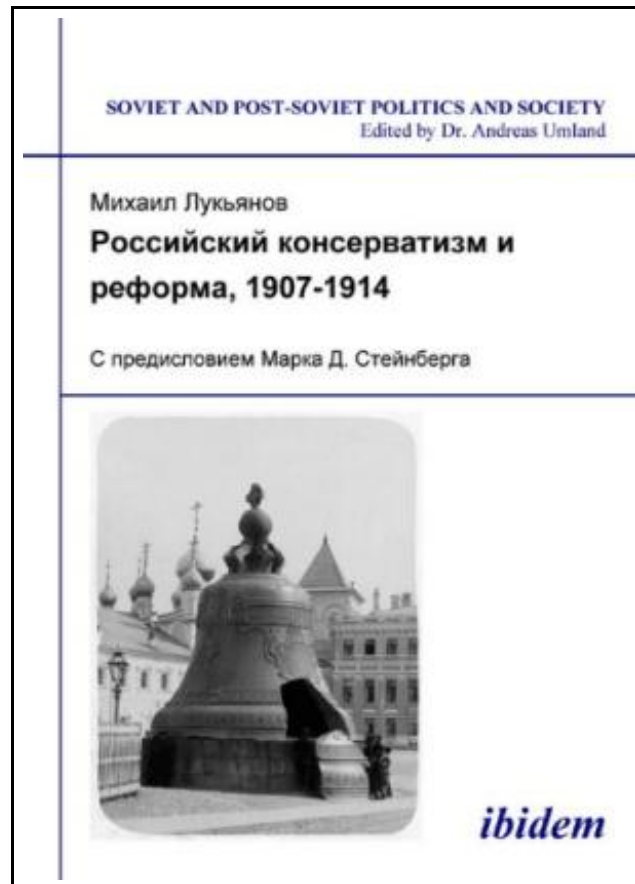 SOVIET AND POST-SOVIET POLITICS AND SOCIETY
Edited by Dr. Andreas Umland
Михаил Лукьянов
Российский консерватизм и
реформа, 1907-1914
С предисловием Марка Д. Стейнберга
ibidem